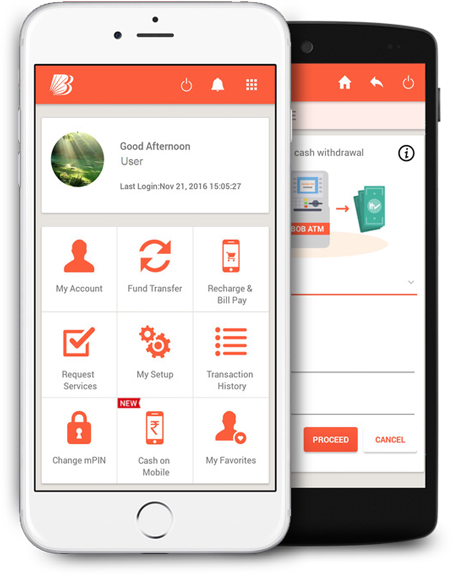 Good Afternoon
User
Last Login:Nov 21, 2016 15:05:27
My Account
Fund Transfer
Recharge &
Bill Pay
Request
Services
My Setup
Transaction
History
NEW
Change mPIN
Cash on
Mobile
My Favorites
cash withdrawal
BOB ATM
PROCEED
CANCEL